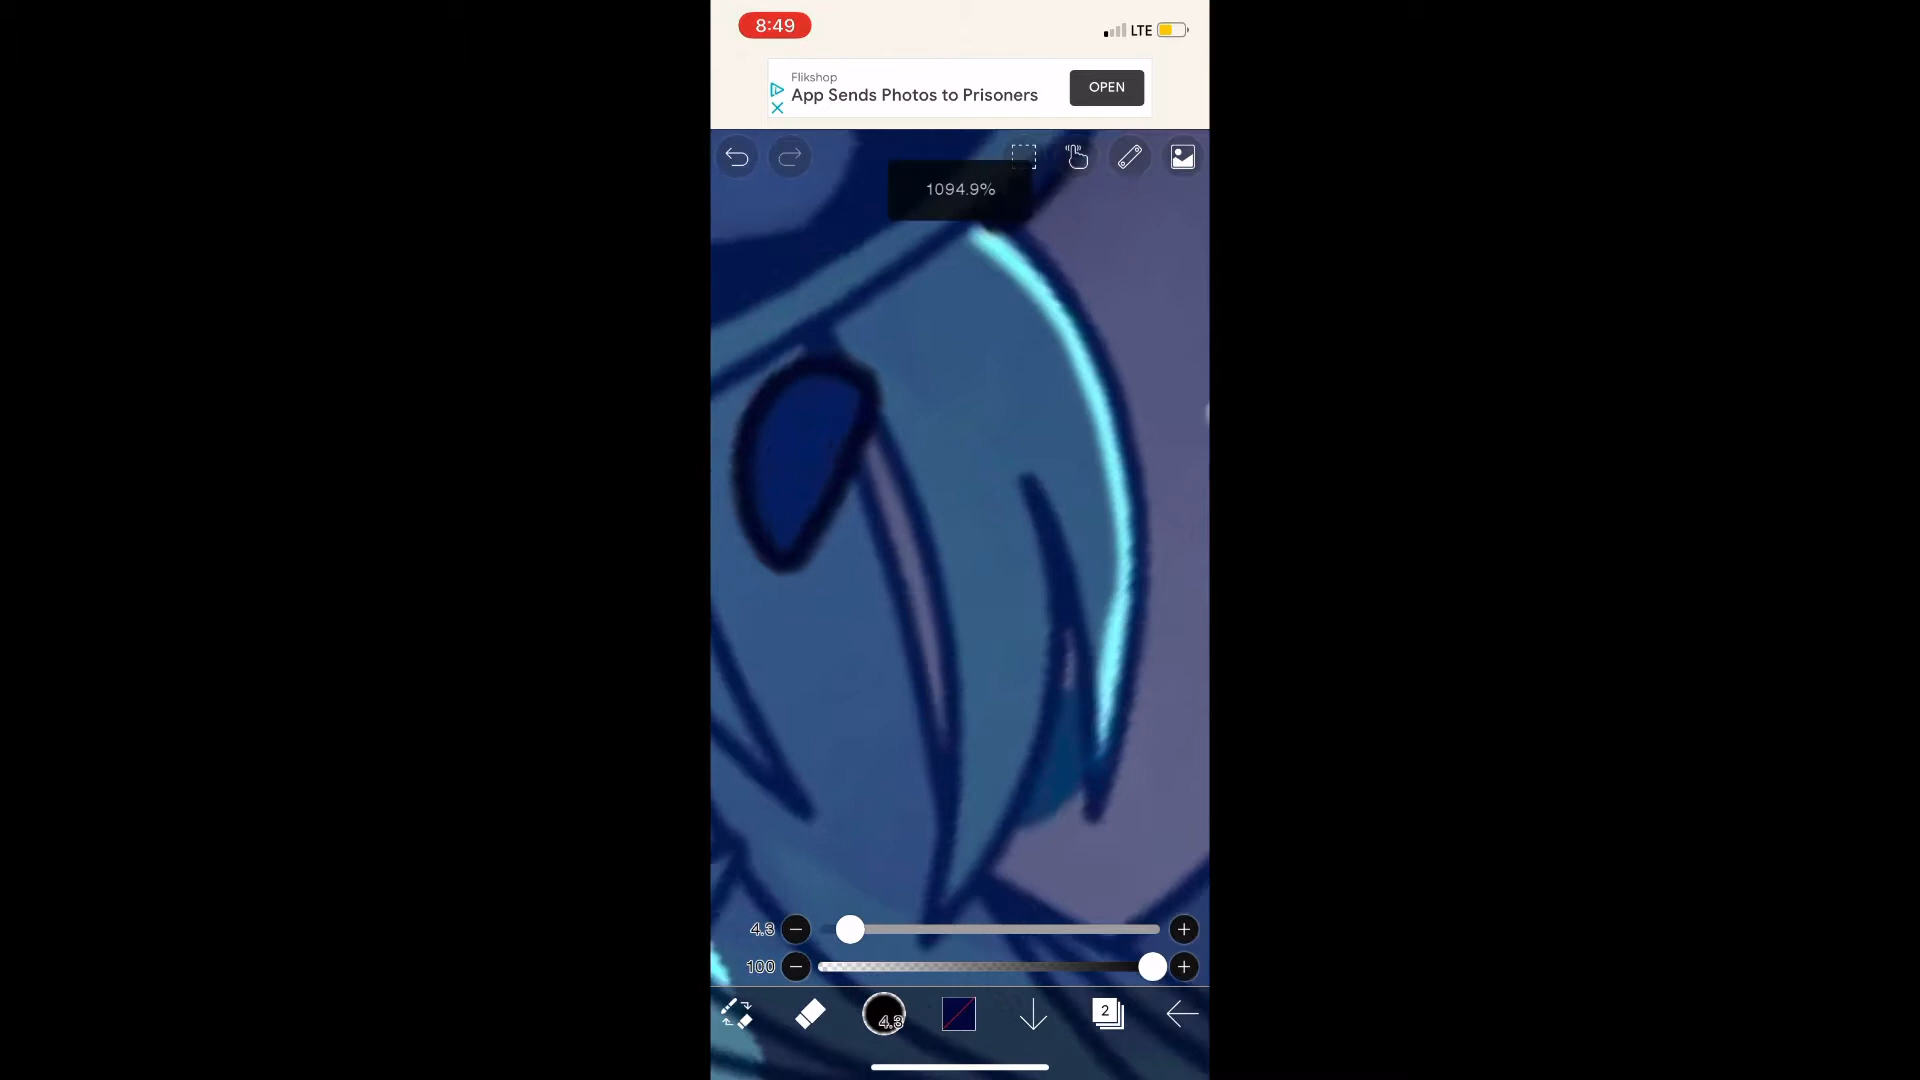 8:49
LTE
Flikshop
App Sends Photos to Prisoners
OPEN
1094.9%
4.3
100
4.3
2